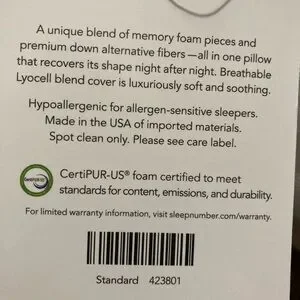 A unique blend of memory foam pieces and
premium down alternative fibers—all in one pillow
that recovers its shape night after night. Breathable
Lyocell blend cover is luxuriously soft and soothing.
Hypoallergenic for allergen-sensitive sleepers.
Made in the USA of imported materials.
Spot clean only. Please see care label.
CertiPUR-US
CertiPUR-US® foam certified to meet
standards for content, emissions, and durability.
For limited warranty information, visit sleepnumber.com/warranty.
Standard 423801